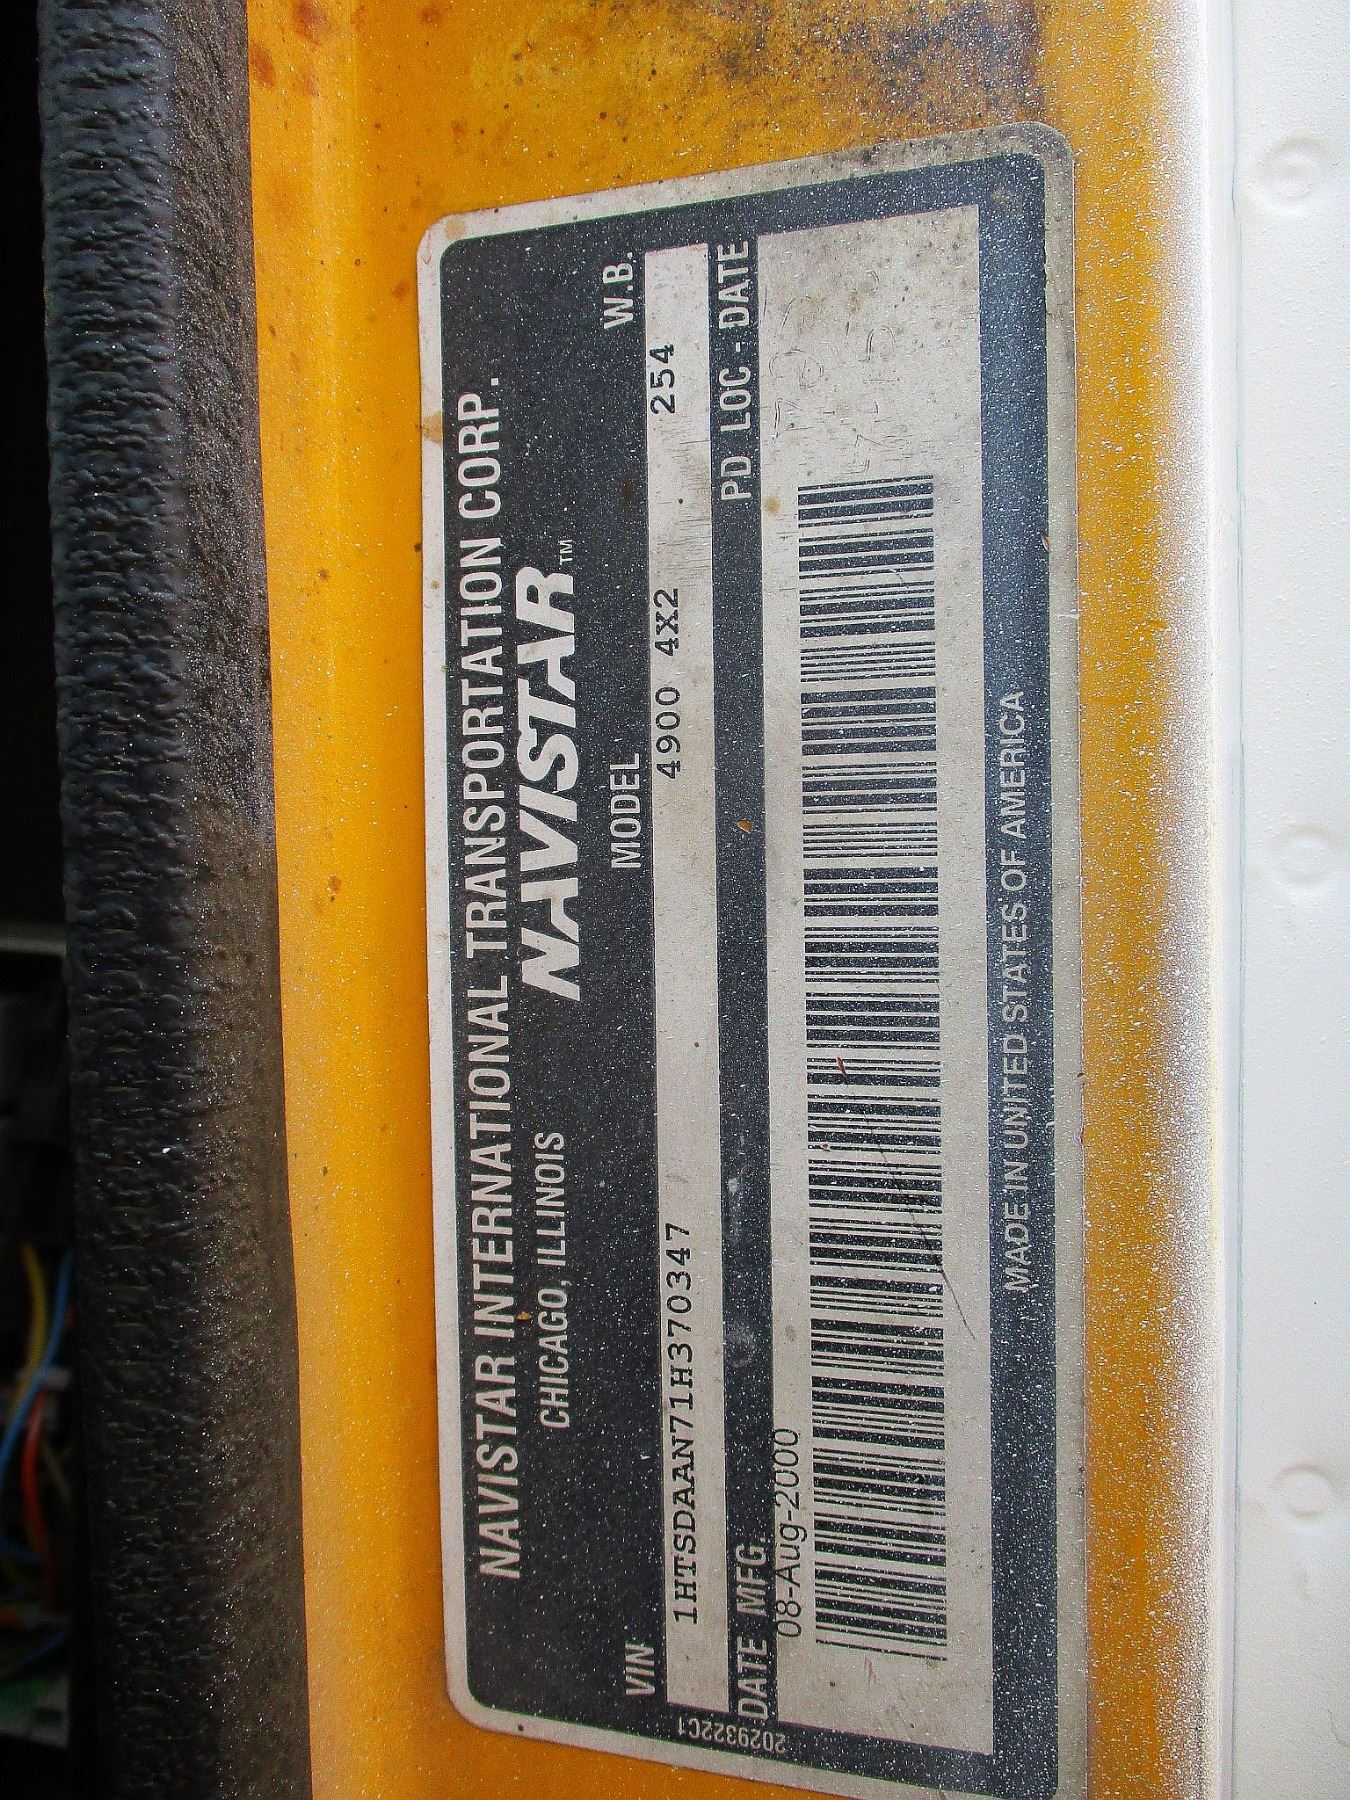 NAVISTAR INTERNATIONAL TRANSPORTATION CORP.
CHICAGO, ILLINOIS NAVISTAR™
VIN MODEL W.B.
1HTSDAAN71H370347 4900 4X2 254
DATE MFG. PD LOC - DATE
08-Aug-2000
MADE IN UNITED STATES OF AMERICA
2029322C1